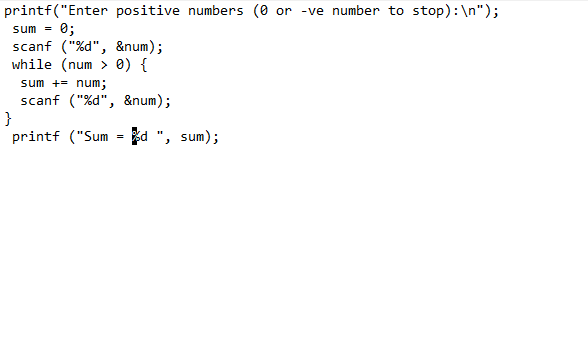 printf("Enter positive numbers (0 or -ve number to stop):\n");
sum = 0;
scanf ("%d", &num);
while (num > 0) {
sum += num;
scanf ("%d", &num);
}
printf ("Sum = %d ", sum);